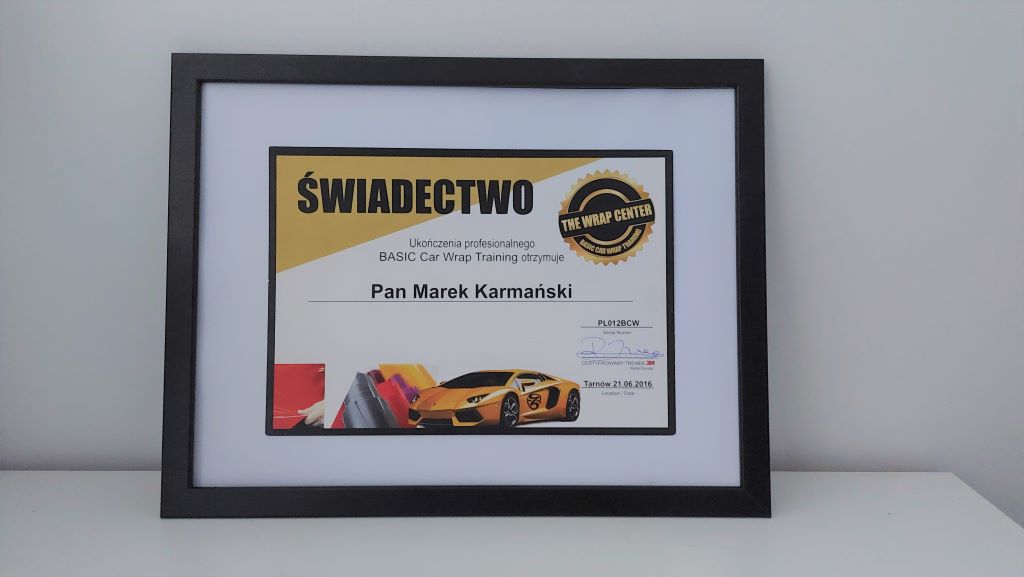 ŚWIADECTWO
THE WRAP CENTER
BASIC CAR WRAP TRAINING
Ukończenia profesionalnego
BASIC Car Wrap Training otrzymuje
Pan Marek Karmański
PL012BCW
Serial Numer
CERTYFIKOWANY TRENER 3M
Tarnów 21.06.2016
Location / Date